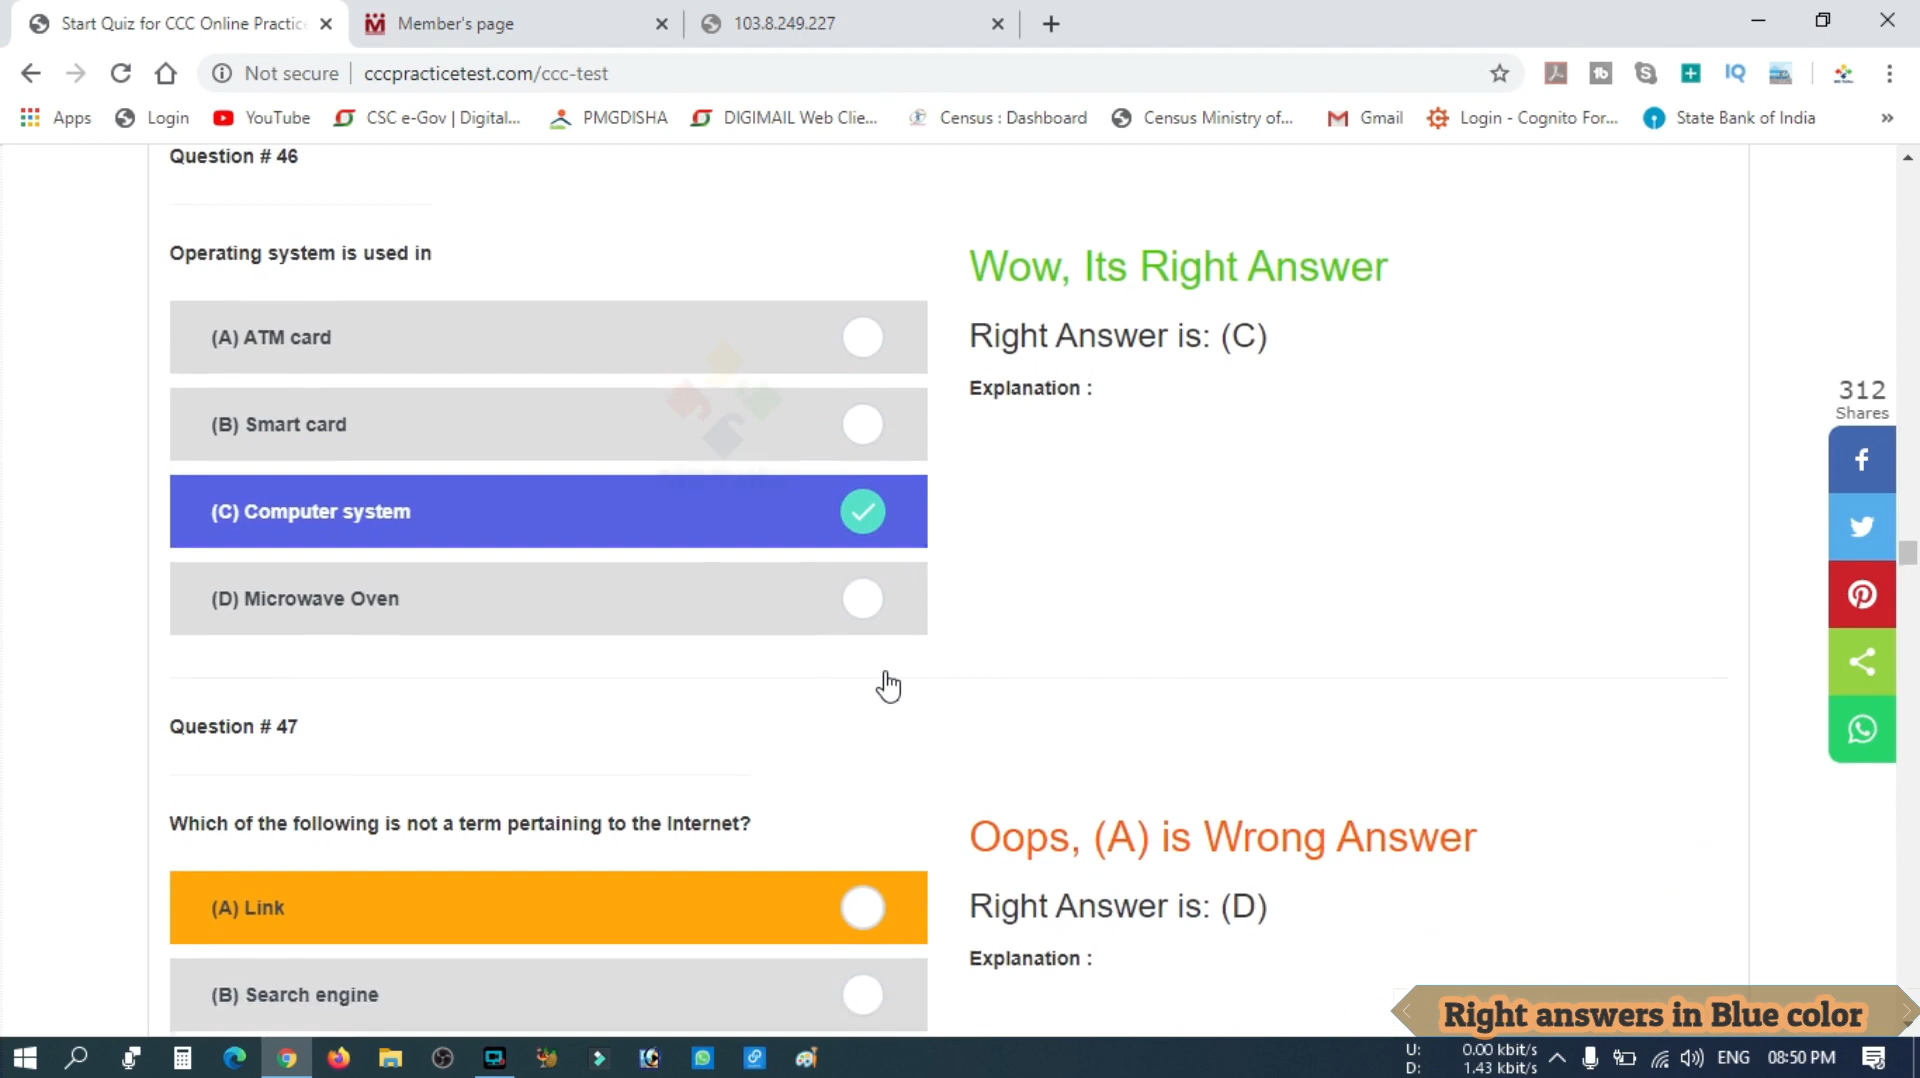 Start Quiz for CCC Online Practice
Member's page
103.8.249.227
Not secure
cccpracticetest.com/ccc-test
Apps
Login
YouTube
CSC e-Gov | Digital...
PMGDISHA
DIGIMAIL Web Clie...
Census : Dashboard
Census Ministry of...
Gmail
Login - Cognito For...
State Bank of India
»
Question # 46
Operating system is used in
(A) ATM card
(B) Smart card
(C) Computer system
(D) Microwave Oven
Wow, Its Right Answer
Right Answer is: (C)
Explanation :
312
Shares
Question # 47
Which of the following is not a term pertaining to the Internet?
(A) Link
(B) Search engine
Oops, (A) is Wrong Answer
Right Answer is: (D)
Explanation :
Right answers in Blue color
U: 0.00 kbit/s
D: 1.43 kbit/s
ENG
08:50 PM